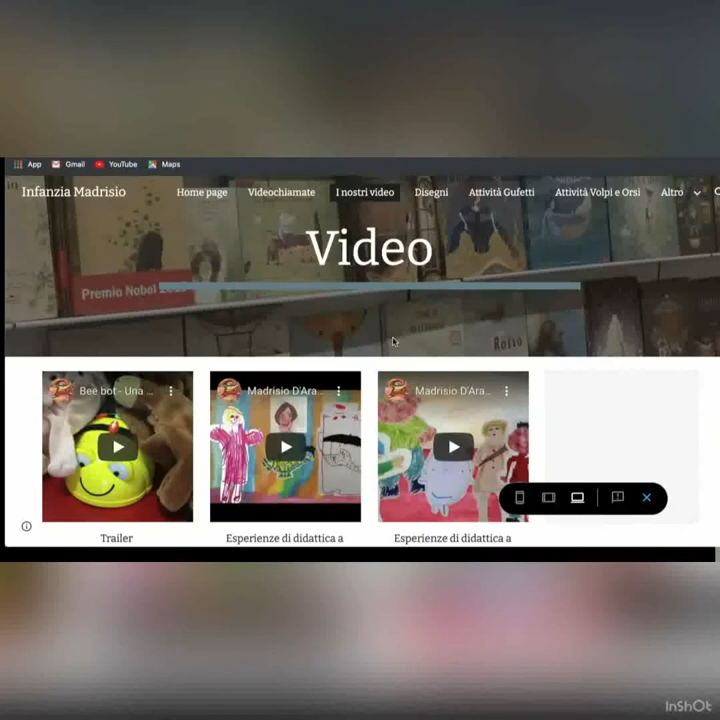 App Gmail YouTube Maps
Infanzia Madrisio Home page Videochiamate I nostri video Disegni Attività Gufetti Attività Volpi e Orsi Altro
Video
Premio Nobel
Rosso
Bee bot - Una ...
Madrisio D'Ara...
Madrisio D'Ara...
Trailer
Esperienze di didattica a
Esperienze di didattica a
InShOt